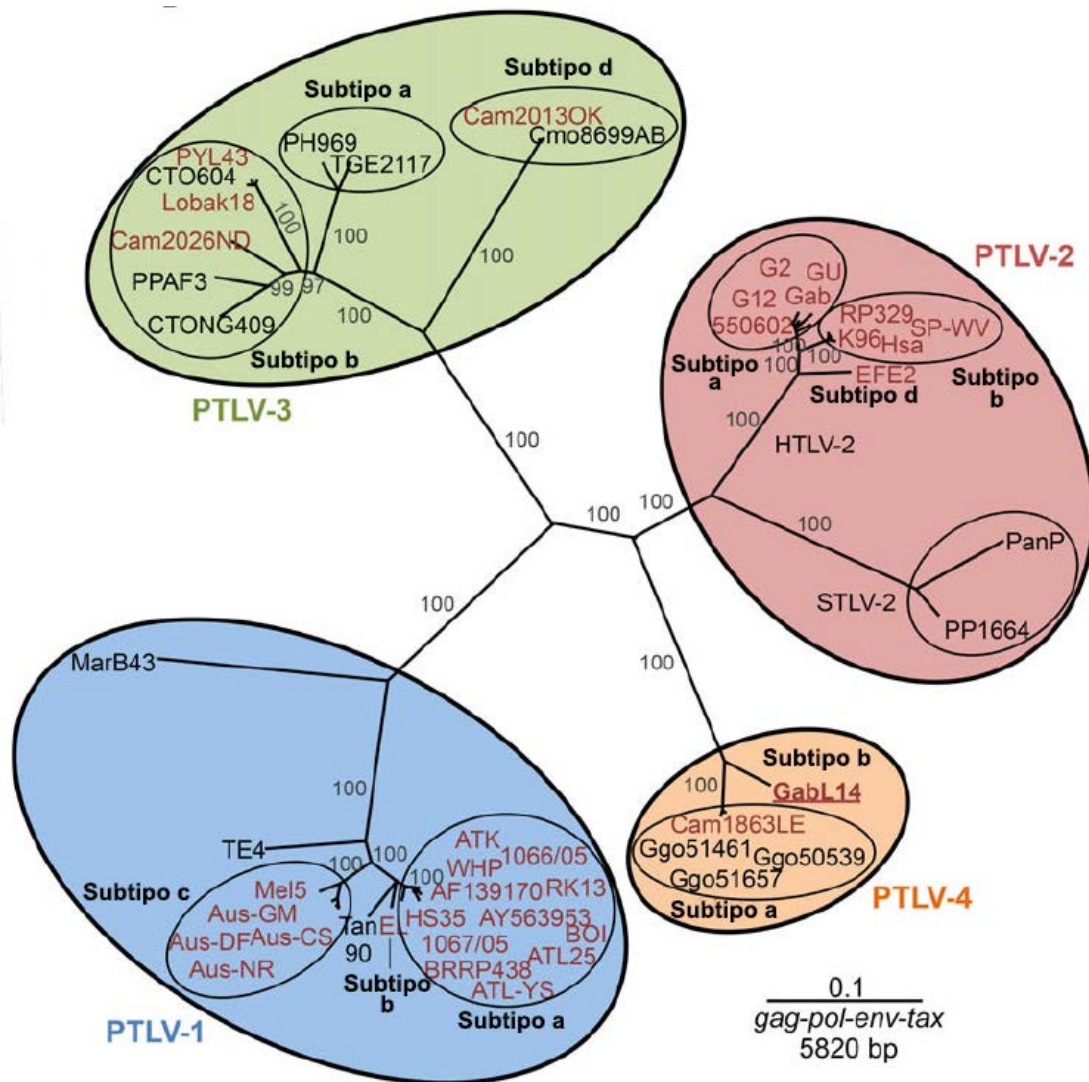 Subtipo d
Subtipo a
Cam2013OK
Cmo8699AB
PH969
TGE2117
PYL43
CTO604
Lobak18
Cam2026ND
PPAF3
CTONG409
100
100
100
99
97
100
Subtipo b
PTLV-3
PTLV-2
G2
GU
G12
Gab
550602
RP329
SP-WV
K96
Hsa
100
100
100
Subtipo
a
EFE2
Subtipo d
Subtipo
b
100
HTLV-2
100
100
100
100
PanP
STLV-2
PP1664
100
100
MarB43
100
Subtipo b
GabL14
100
Cam1863LE
Ggo51461
Ggo50539
Ggo51657
Subtipo a
PTLV-4
TE4
100
100
100
Subtipo c
Mel5
Aus-GM
Aus-DF
Aus-CS
Aus-NR
Tan
90
EL
Subtipo
b
ATK
1066/05
WHP
AF139170
RK13
HS35
AY563953
BOI
1067/05
ATL25
BRRP438
ATL-YS
Subtipo a
PTLV-1
0.1
gag-pol-env-tax
5820 bp